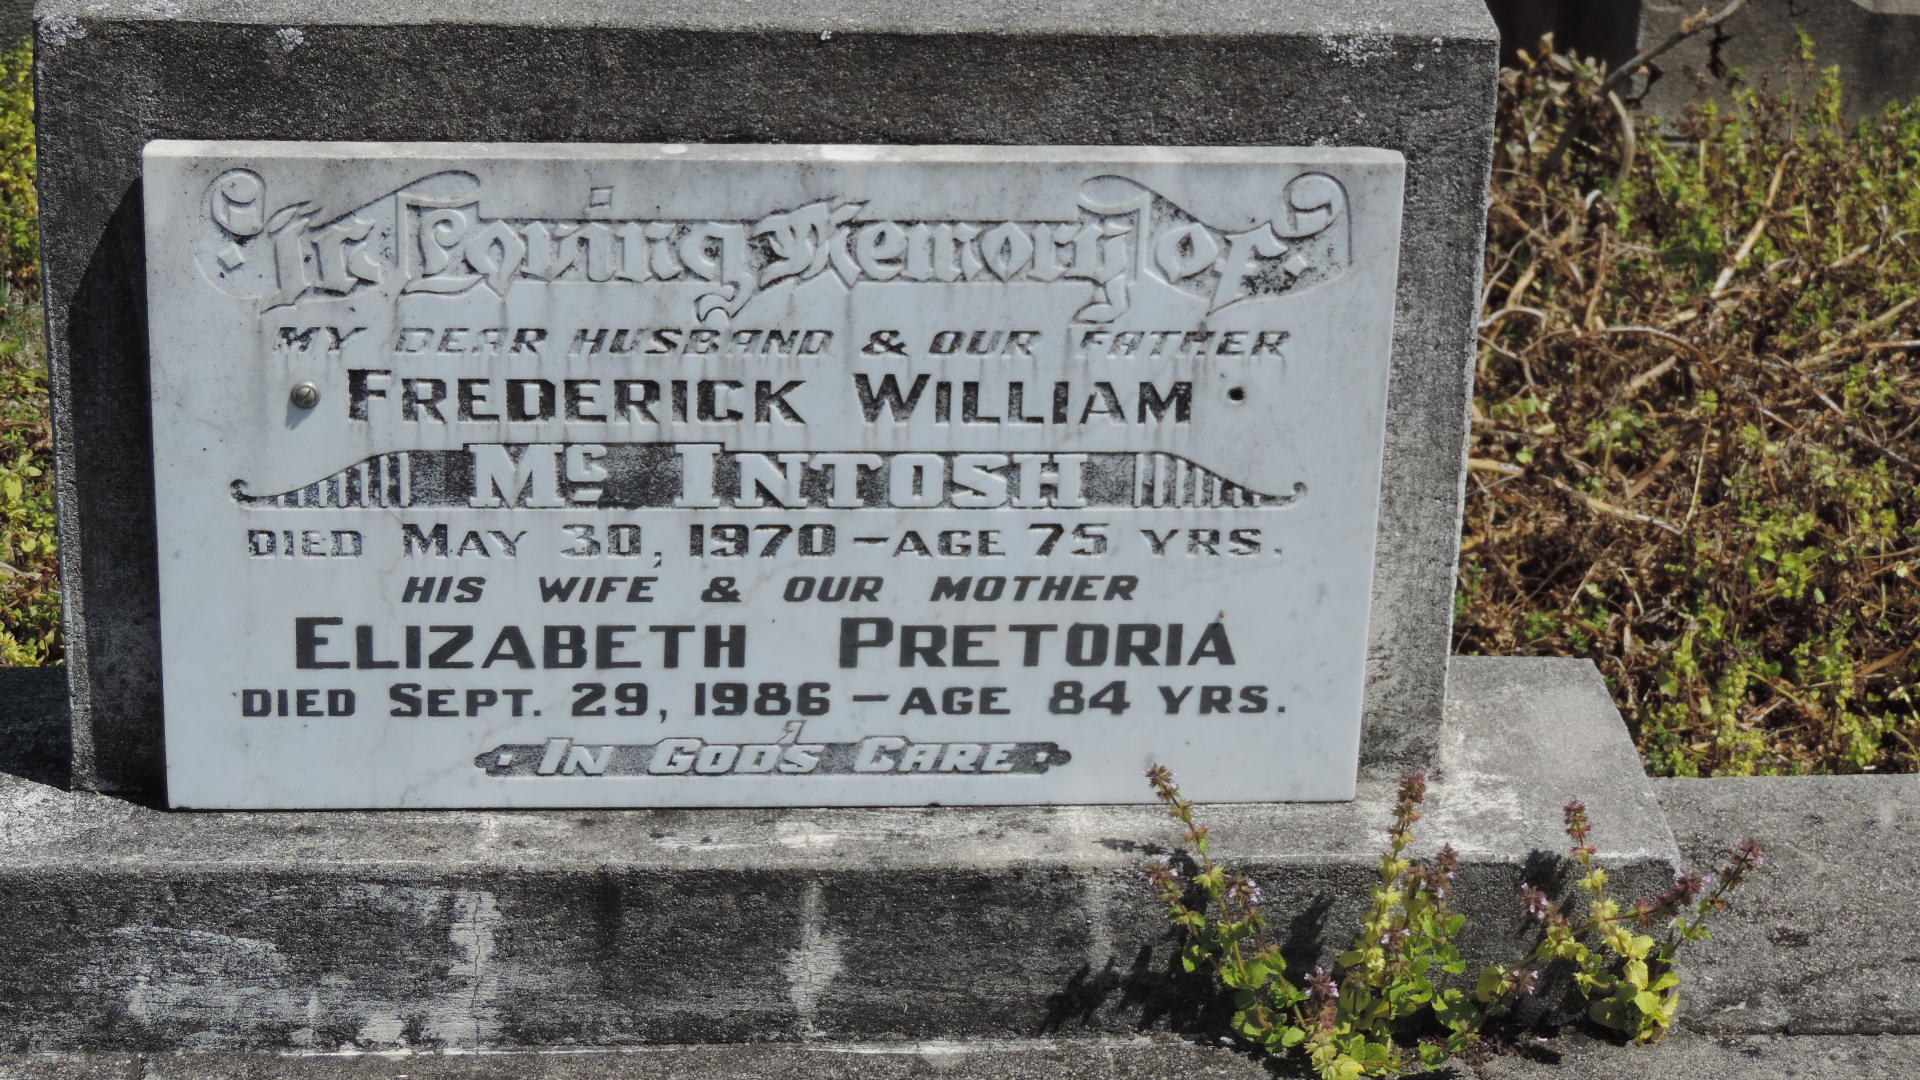 In Loving Memory of.
MY DEAR HUSBAND & OUR FATHER
FREDERICK WILLIAM
Mc INTOSH
DIED MAY 30, 1970 – AGE 75 YRS.
HIS WIFE & OUR MOTHER
ELIZABETH PRETORIA
DIED SEPT. 29, 1986 – AGE 84 YRS.
· IN GOD'S CARE ·